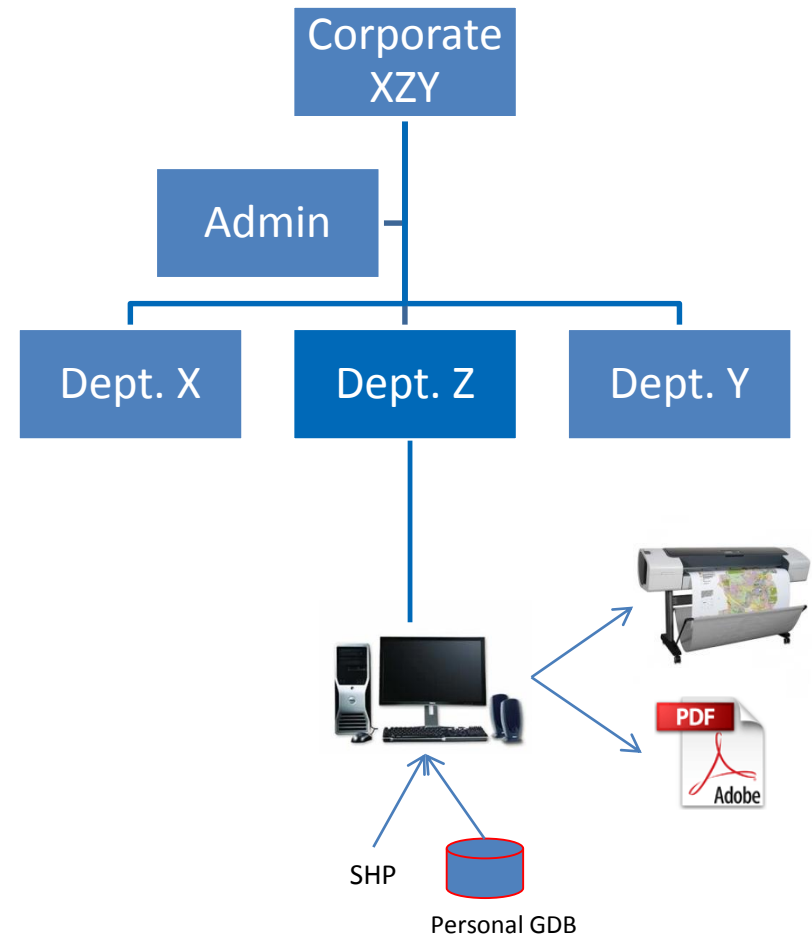 Corporate
XZY
Admin
Dept. X
Dept. Z
Dept. Y
PDF
Adobe
SHP
Personal GDB